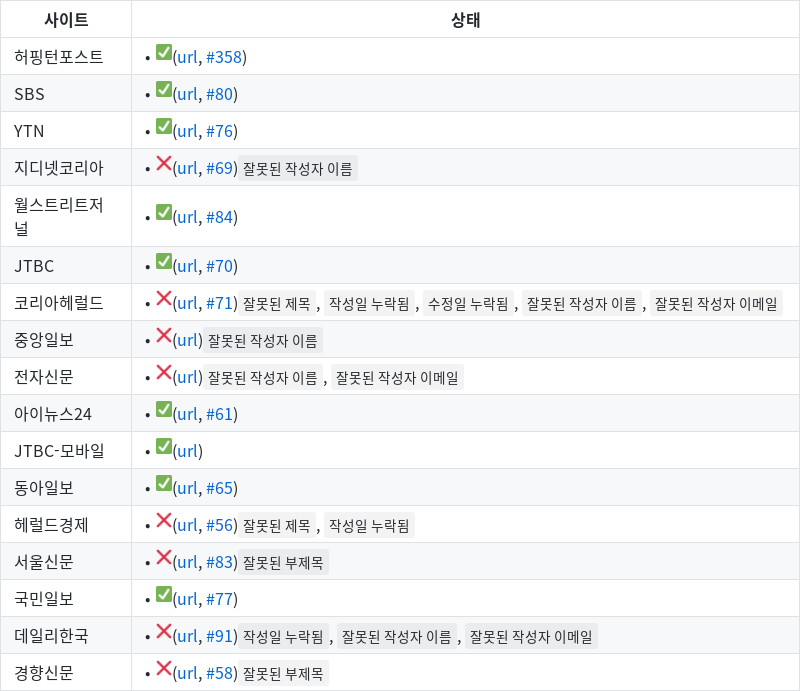 사이트 상태
허핑턴포스트 • ✅(url, #358)
SBS • ✅(url, #80)
YTN • ✅(url, #76)
지디넷코리아 • ❌(url, #69) 잘못된 작성자 이름
월스트리트저
널 • ✅(url, #84)
JTBC • ✅(url, #70)
코리아헤럴드 • ❌(url, #71) 잘못된 제목 , 작성일 누락됨 , 수정일 누락됨 , 잘못된 작성자 이름 , 잘못된 작성자 이메일
중앙일보 • ❌(url) 잘못된 작성자 이름
전자신문 • ❌(url) 잘못된 작성자 이름 , 잘못된 작성자 이메일
아이뉴스24 • ✅(url, #61)
JTBC-모바일 • ✅(url)
동아일보 • ✅(url, #65)
헤럴드경제 • ❌(url, #56) 잘못된 제목 , 작성일 누락됨
서울신문 • ❌(url, #83) 잘못된 부제목
국민일보 • ✅(url, #77)
데일리한국 • ❌(url, #91) 작성일 누락됨 , 잘못된 작성자 이름 , 잘못된 작성자 이메일
경향신문 • ❌(url, #58) 잘못된 부제목